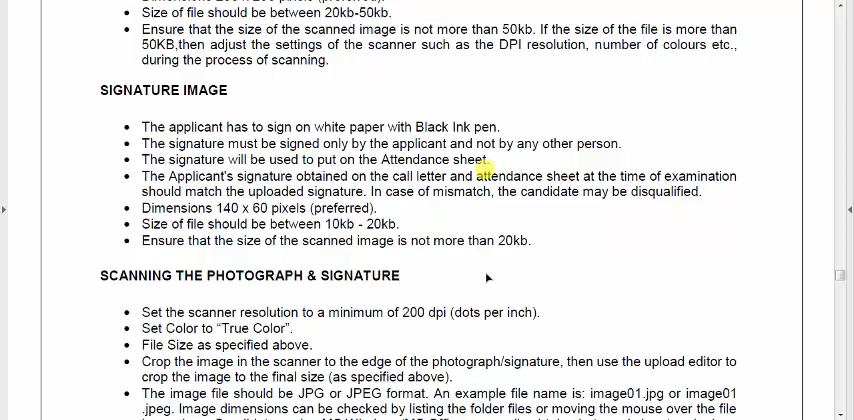 Size of file should be between 20kb-50kb.
Ensure that the size of the scanned image is not more than 50kb. If the size of the file is more than
50KB,then adjust the settings of the scanner such as the DPI resolution, number of colours etc.,
during the process of scanning.
SIGNATURE IMAGE
The applicant has to sign on white paper with Black Ink pen.
The signature must be signed only by the applicant and not by any other person.
The signature will be used to put on the Attendance sheet.
The Applicant's signature obtained on the call letter and attendance sheet at the time of examination
should match the uploaded signature. In case of mismatch, the candidate may be disqualified.
Dimensions 140 x 60 pixels (preferred).
Size of file should be between 10kb - 20kb.
Ensure that the size of the scanned image is not more than 20kb.
SCANNING THE PHOTOGRAPH & SIGNATURE
Set the scanner resolution to a minimum of 200 dpi (dots per inch).
Set Color to “True Color”.
File Size as specified above.
Crop the image in the scanner to the edge of the photograph/signature, then use the upload editor to
crop the image to the final size (as specified above).
The image file should be JPG or JPEG format. An example file name is: image01.jpg or image01
.jpeg. Image dimensions can be checked by listing the folder files or moving the mouse over the file